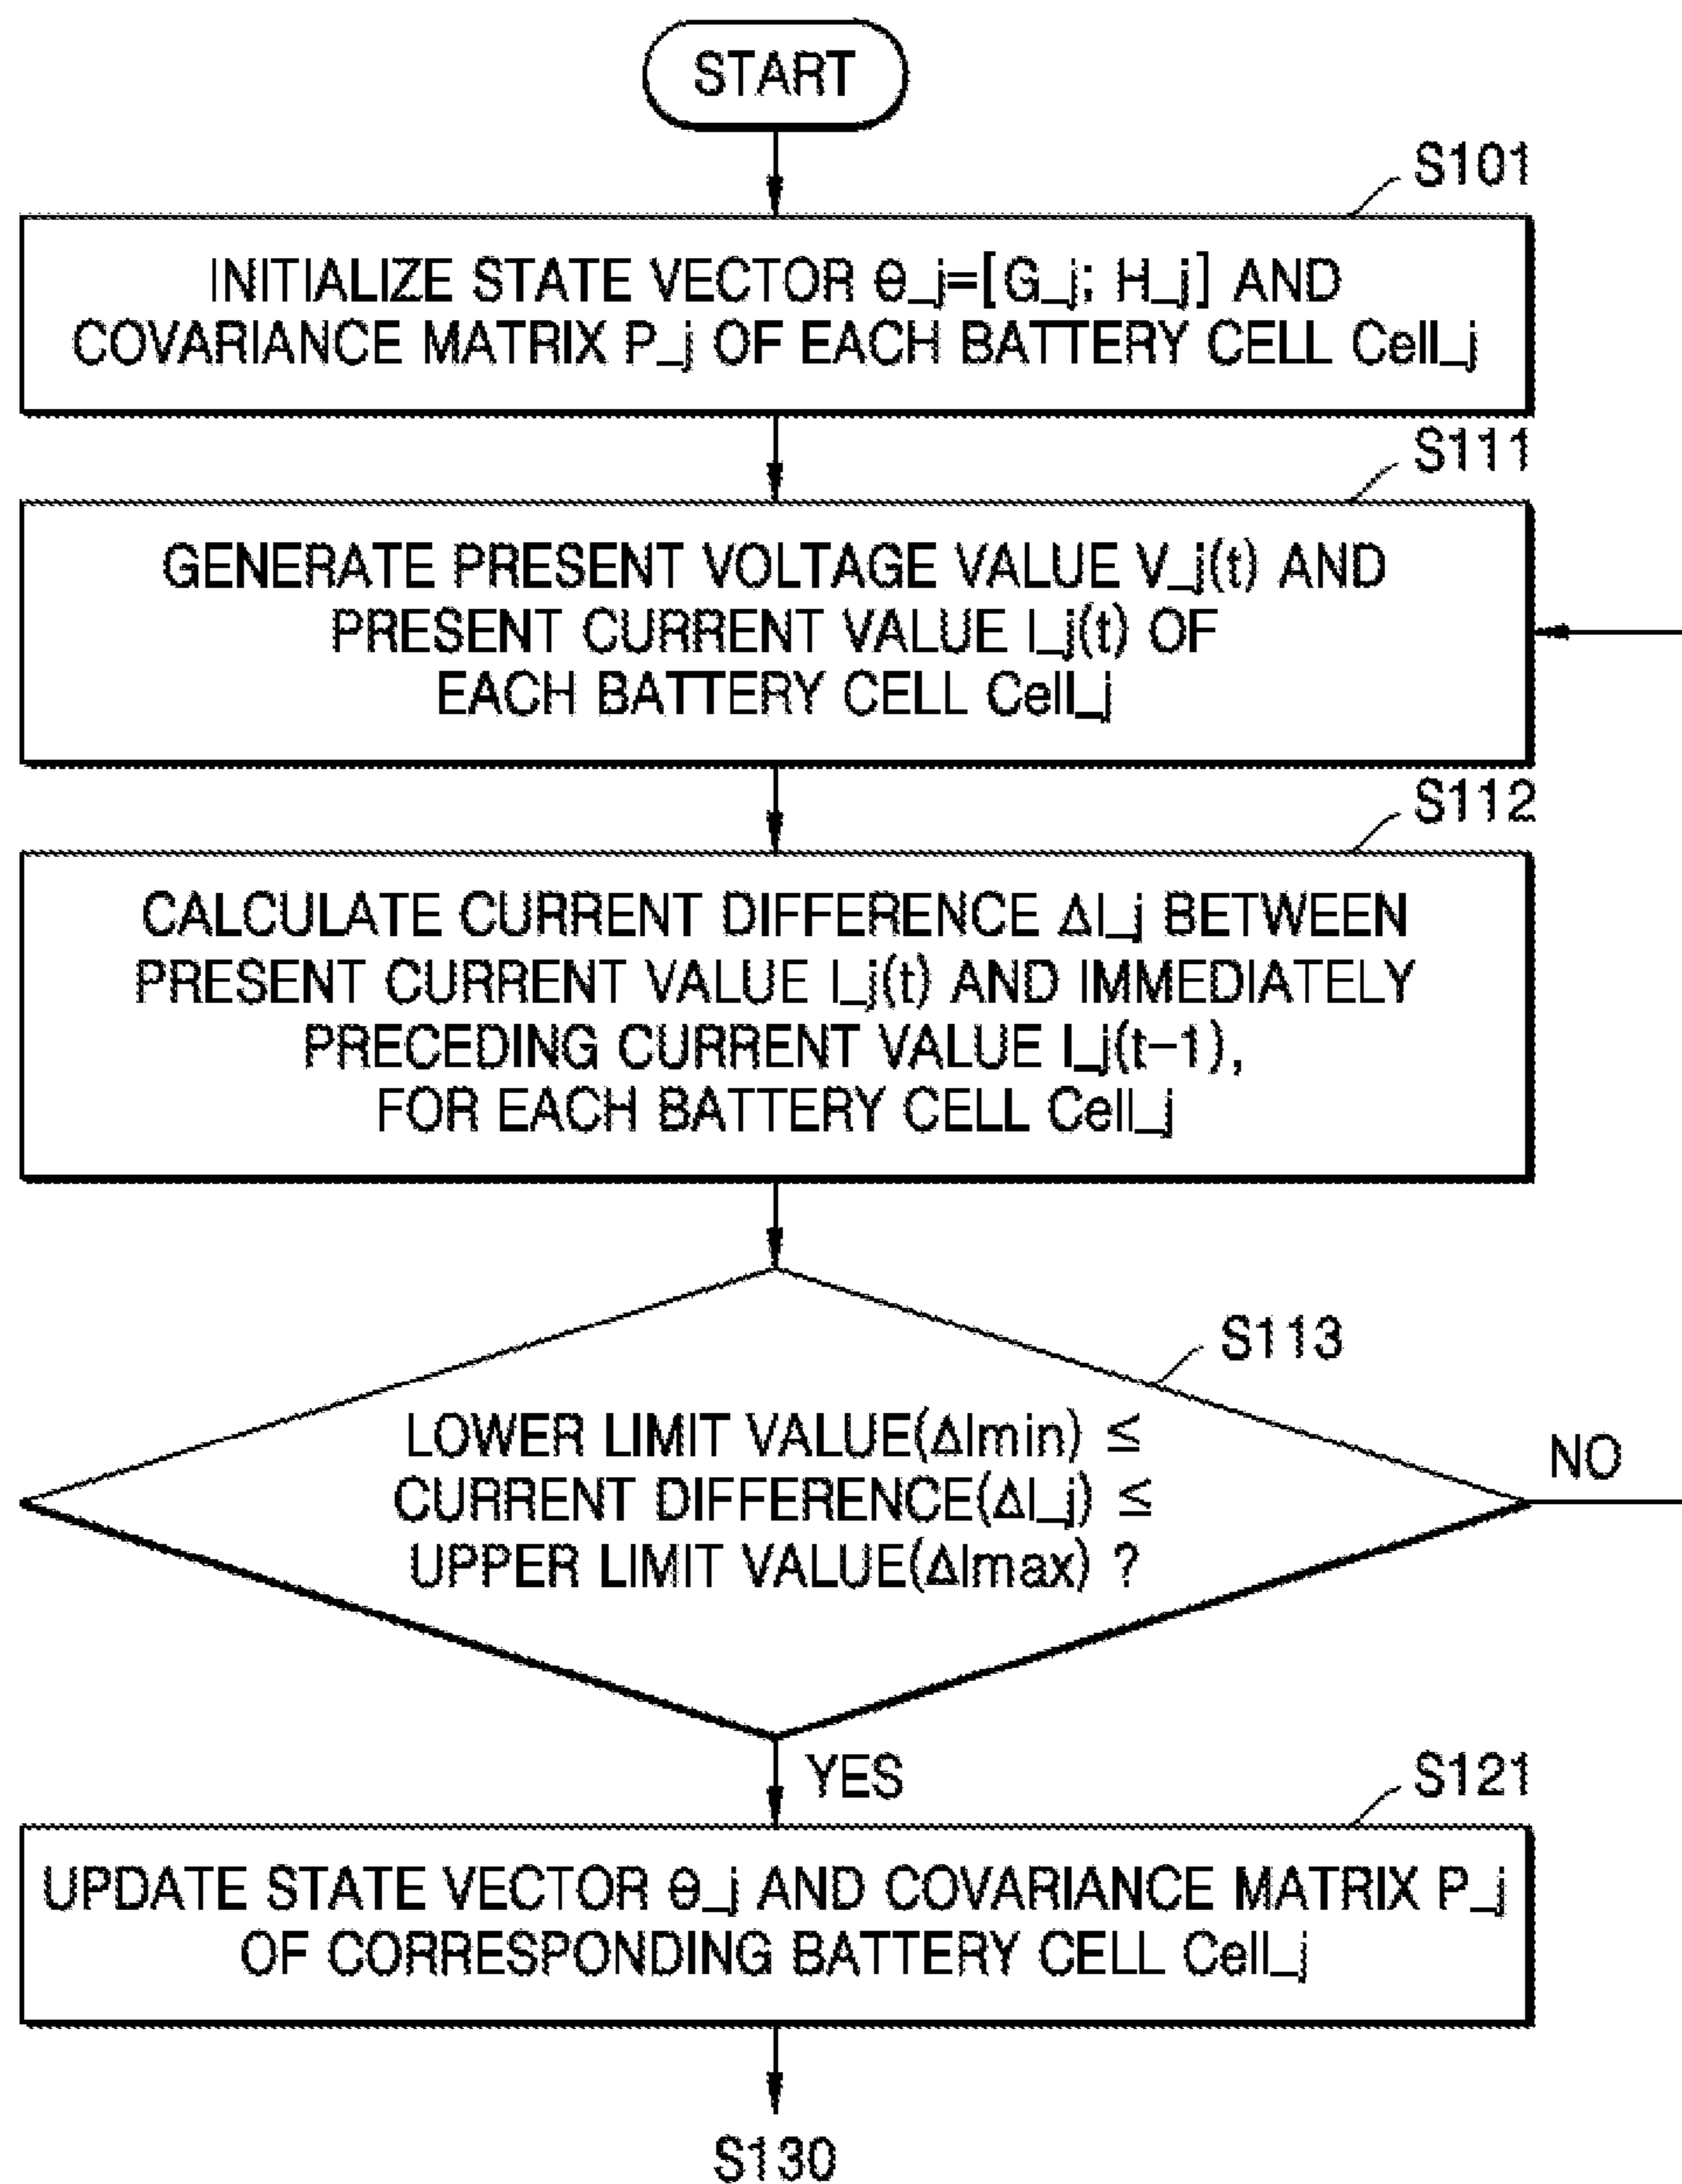 START
S101
INITIALIZE STATE VECTOR Θ_j=[G_j; H_j] AND
COVARIANCE MATRIX P_j OF EACH BATTERY CELL Cell_j
S111
GENERATE PRESENT VOLTAGE VALUE V_j(t) AND
PRESENT CURRENT VALUE I_j(t) OF
EACH BATTERY CELL Cell_j
S112
CALCULATE CURRENT DIFFERENCE ΔI_j BETWEEN
PRESENT CURRENT VALUE I_j(t) AND IMMEDIATELY
PRECEDING CURRENT VALUE I_j(t-1),
FOR EACH BATTERY CELL Cell_j
S113
LOWER LIMIT VALUE(ΔImin) ≤
CURRENT DIFFERENCE(ΔI_j) ≤
UPPER LIMIT VALUE(ΔImax) ?
NO
YES
S121
UPDATE STATE VECTOR Θ_j AND COVARIANCE MATRIX P_j
OF CORRESPONDING BATTERY CELL Cell_j
S130